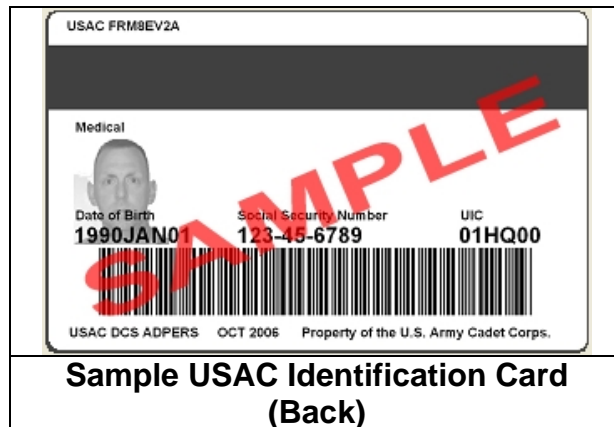 USAC FRM8EV2A
Medical
Date of Birth Social Security Number UIC
1990JAN01 123-45-6789 01HQ00
SAMPLE
USAC DCS ADPERS OCT 2006 Property of the U.S. Army Cadet Corps.
Sample USAC Identification Card
(Back)